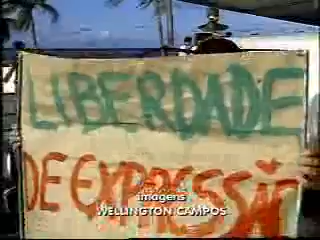 LIBERDADE
DE EXPRESSÃO
imagens
WELLINGTON CAMPOS